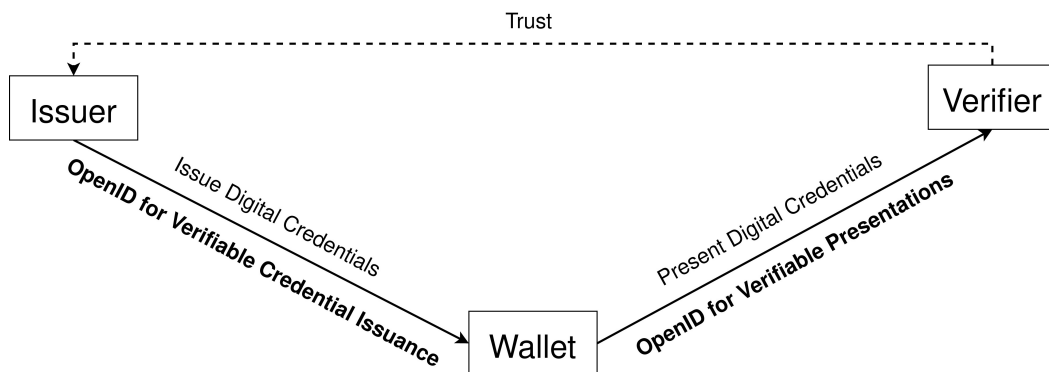 Trust
Issuer
Verifier
Issue Digital Credentials
OpenID for Verifiable Credential Issuance
Present Digital Credentials
OpenID for Verifiable Presentations
Wallet